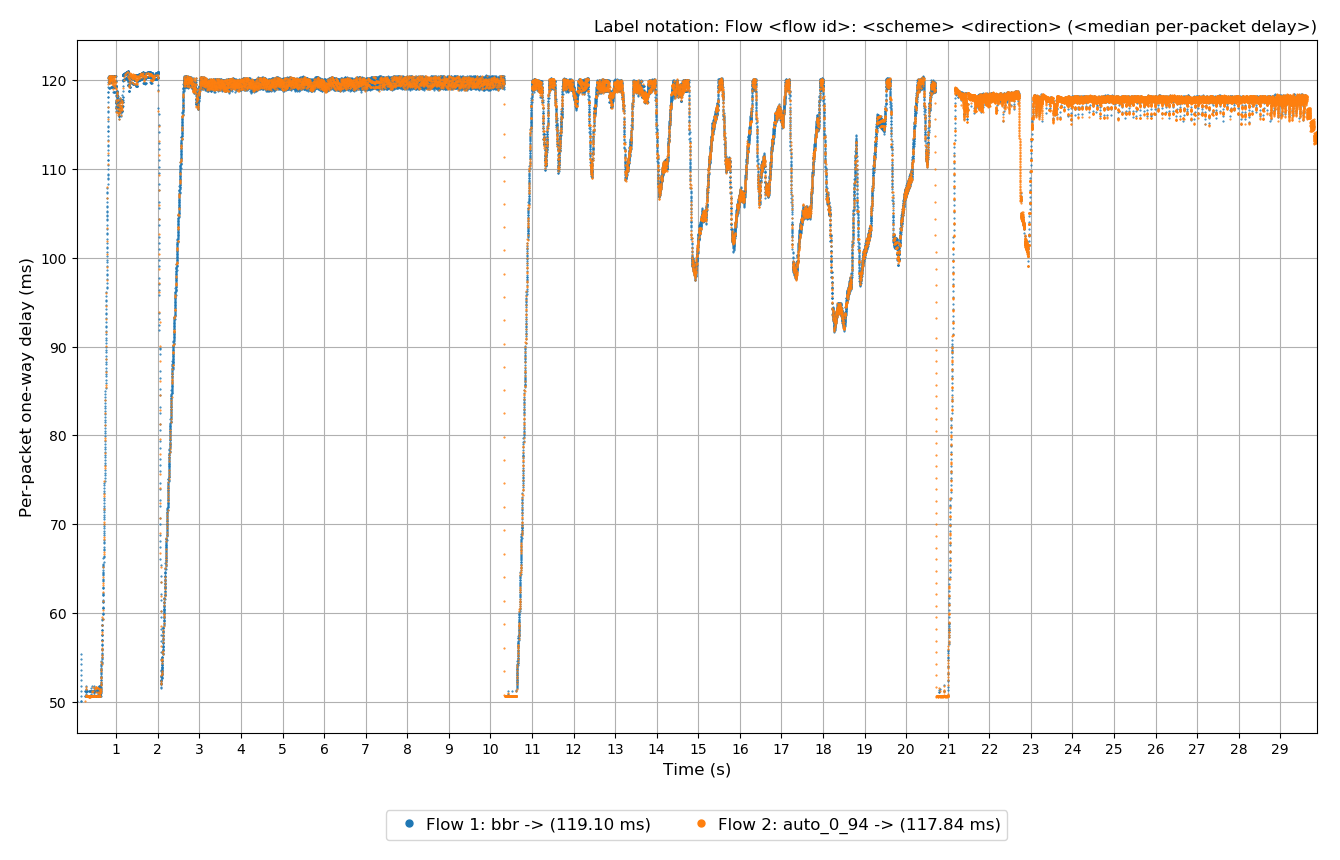 Label notation: Flow <flow id>: <scheme> <direction> (<median per-packet delay>)
Per-packet one-way delay (ms)
120
110
100
90
80
70
60
50
1 2 3 4 5 6 7 8 9 10 11 12 13 14 15 16 17 18 19 20 21 22 23 24 25 26 27 28 29
Time (s)
Flow 1: bbr -> (119.10 ms) Flow 2: auto_0_94 -> (117.84 ms)